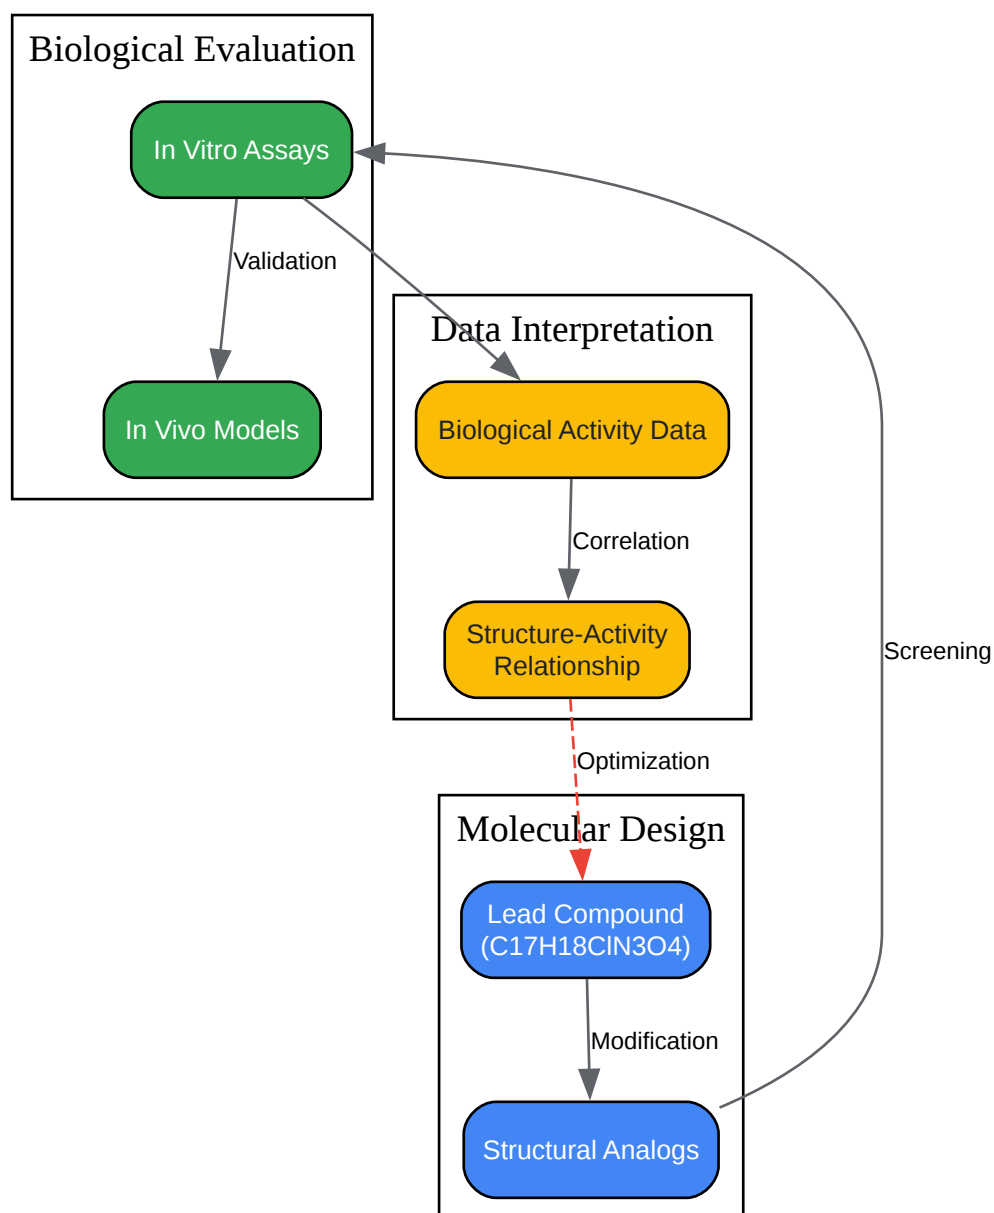 Biological Evaluation
In Vitro Assays
Validation
In Vivo Models
Data Interpretation
Biological Activity Data
Correlation
Structure-Activity
Relationship
Screening
Optimization
Molecular Design
Lead Compound
(C17H18ClN3O4)
Modification
Structural Analogs